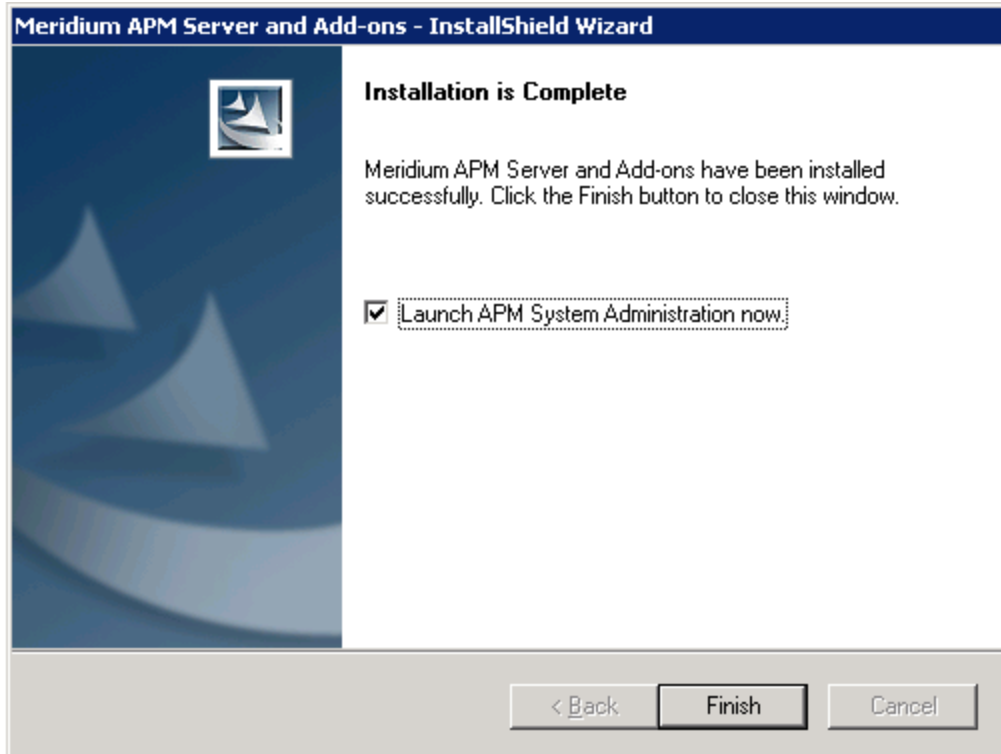 Meridium APM Server and Add-ons - InstallShield Wizard
Installation is Complete
Meridium APM Server and Add-ons have been installed
successfully. Click the Finish button to close this window.
Launch APM System Administration now.
< Back
Finish
Cancel